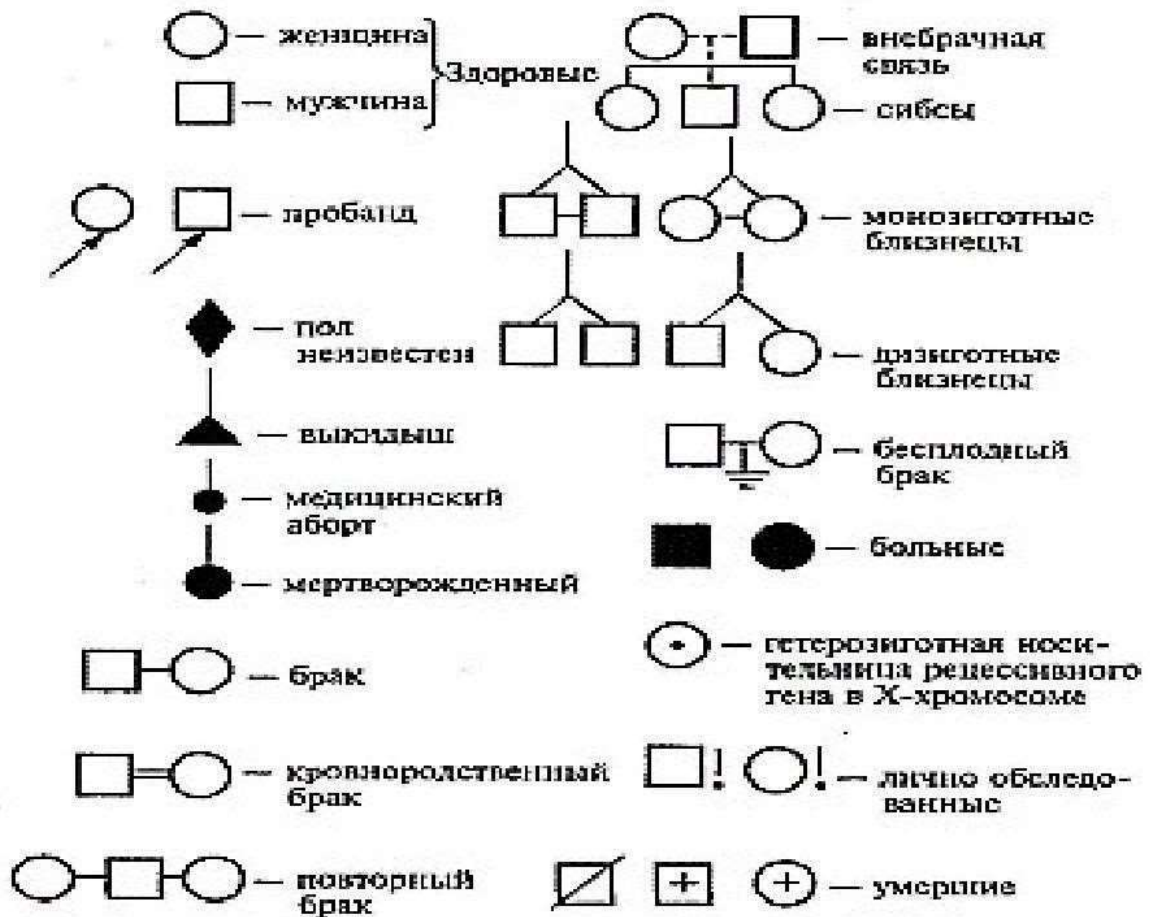 — женщина
— мужчина
Здоровые
— внебрачная
связь
— сибсы
— пробанд
— монозиготные
близнецы
— пол
неизвестен
— дизиготные
близнецы
— выкидыш
— бесплодный
брак
— медицинский
аборт
— больные
— мертворожденный
— гетерозиготная носи-
тельница рецессивного
гена в X-хромосоме
— брак
— кровнородственный
брак
— лично обследо-
ванные
— повторный
брак
— умершие